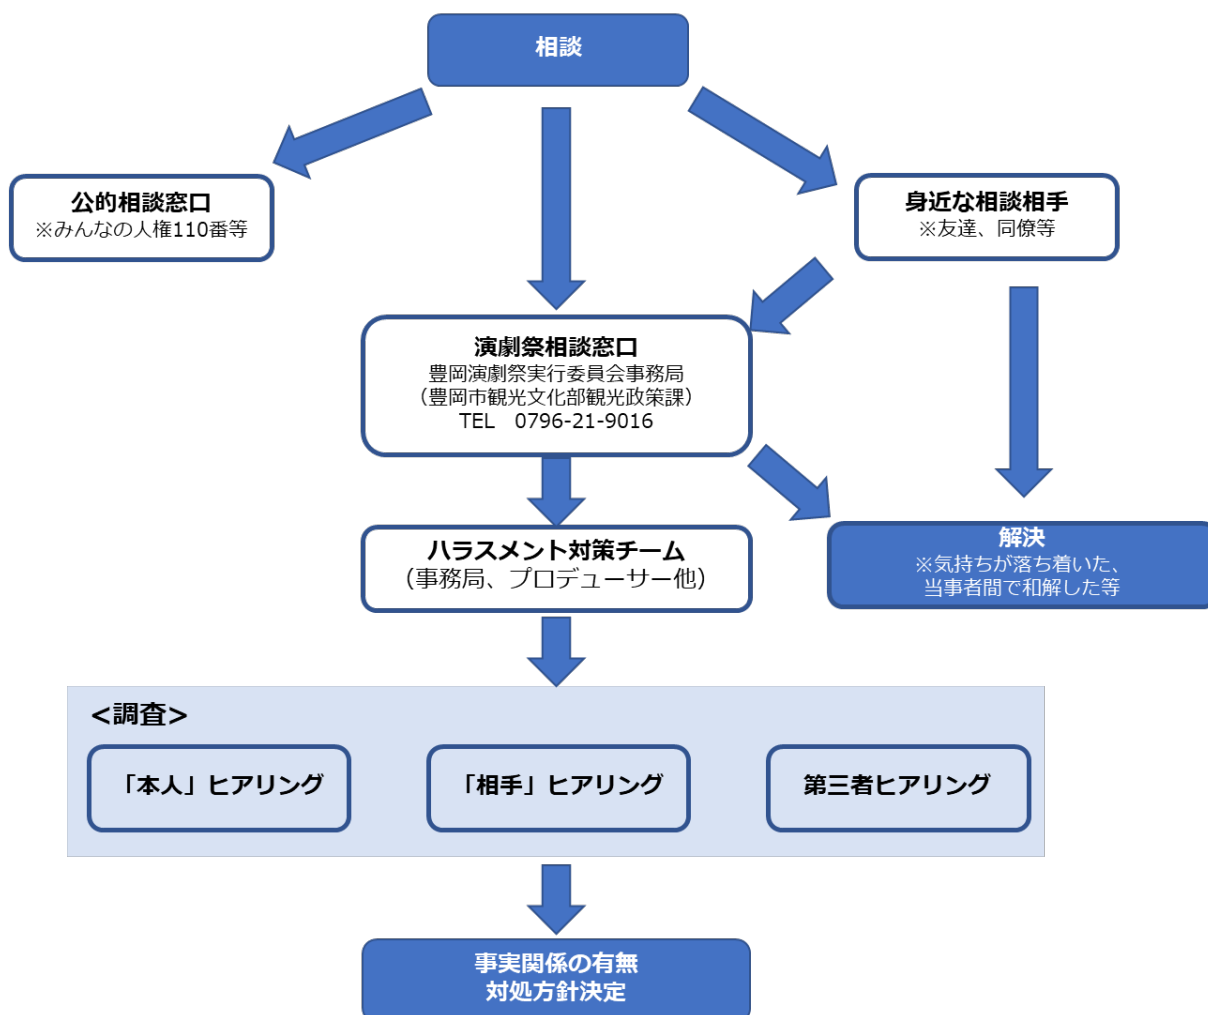 相談
公的相談窓口
※みんなの人権110番等
身近な相談相手
※友達、同僚等
演劇祭相談窓口
豊岡演劇祭実行委員会事務局
（豊岡市観光文化部観光政策課）
TEL　0796-21-9016
ハラスメント対策チーム
（事務局、プロデューサー他）
解決
※気持ちが落ち着いた、
当事者間で和解した等
<調査>
「本人」ヒアリング
「相手」ヒアリング
第三者ヒアリング
事実関係の有無
対処方針決定